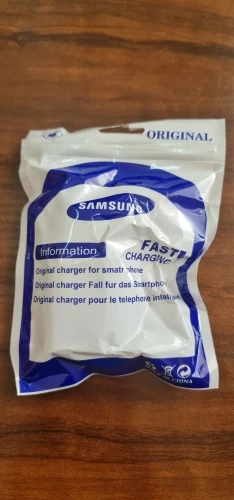 ORIGINAL
SAMSUNG
Information
FAST
CHARGING
Original charger for smatrphone
Original charger Fall fur das Smartphon
Original charger pour le telephone intelligent
CHINA